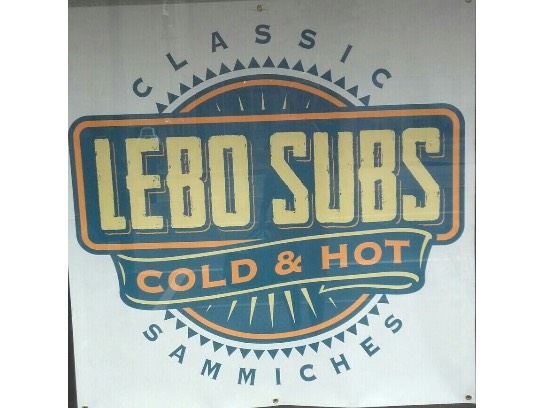 CLASSIC
LEBO SUBS
COLD & HOT
SAMMICHES